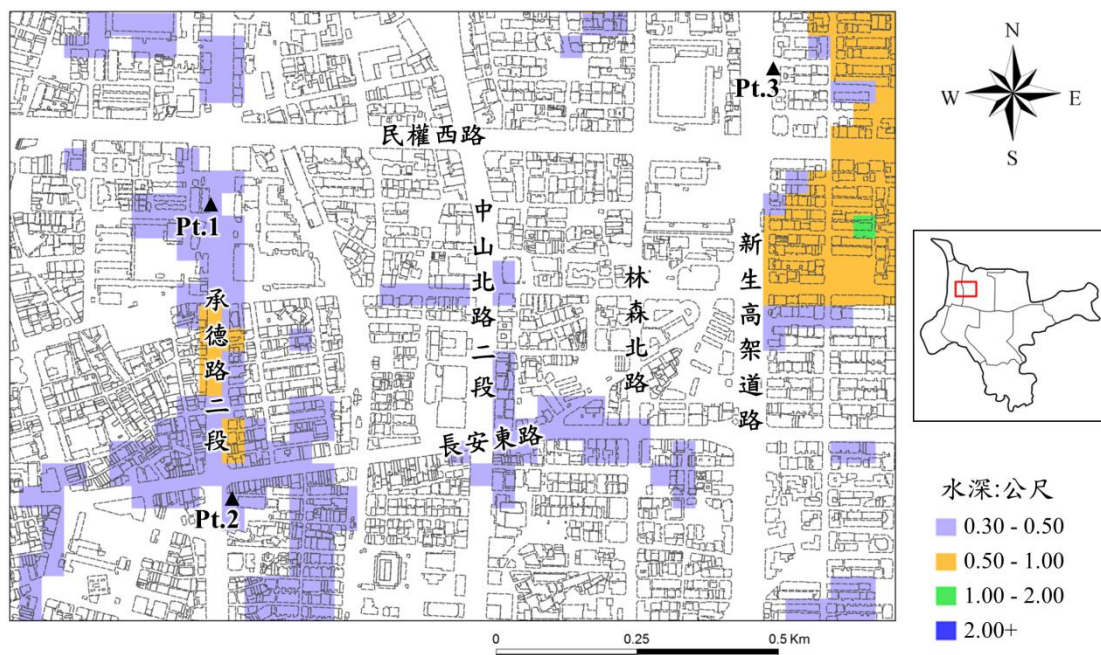 民權西路
Pt.3
Pt.1
中山北路二段
新生高架道路
林森北路
承德路二段
長安東路
Pt.2
0 0.25 0.5 Km
N
W E
S
水深:公尺
0.30 - 0.50
0.50 - 1.00
1.00 - 2.00
2.00+